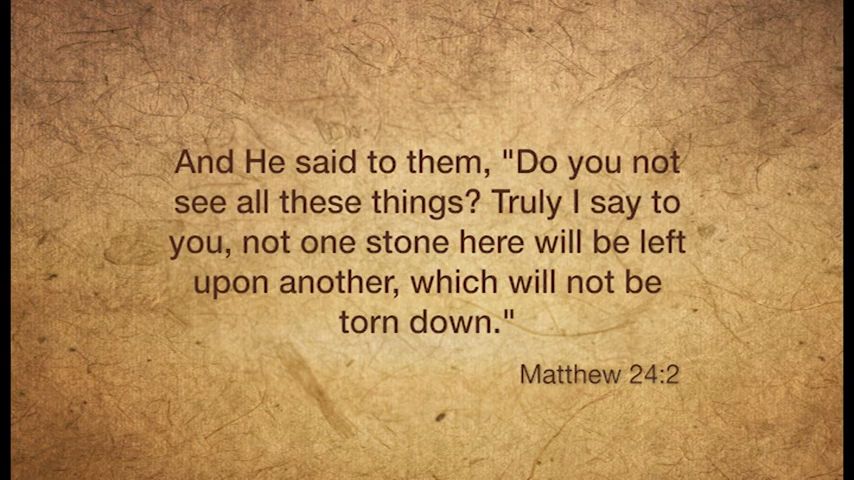 And He said to them, "Do you not
see all these things? Truly I say to
you, not one stone here will be left
upon another, which will not be
torn down."
Matthew 24:2